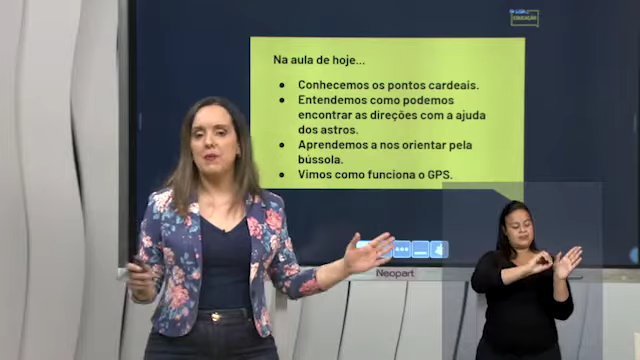 EDUCAÇÃO
Na aula de hoje...
● Conhecemos os pontos cardeais.
● Entendemos como podemos
encontrar as direções com a ajuda
dos astros.
● Aprendemos a nos orientar pela
bússola.
● Vimos como funciona o GPS.
Neopart